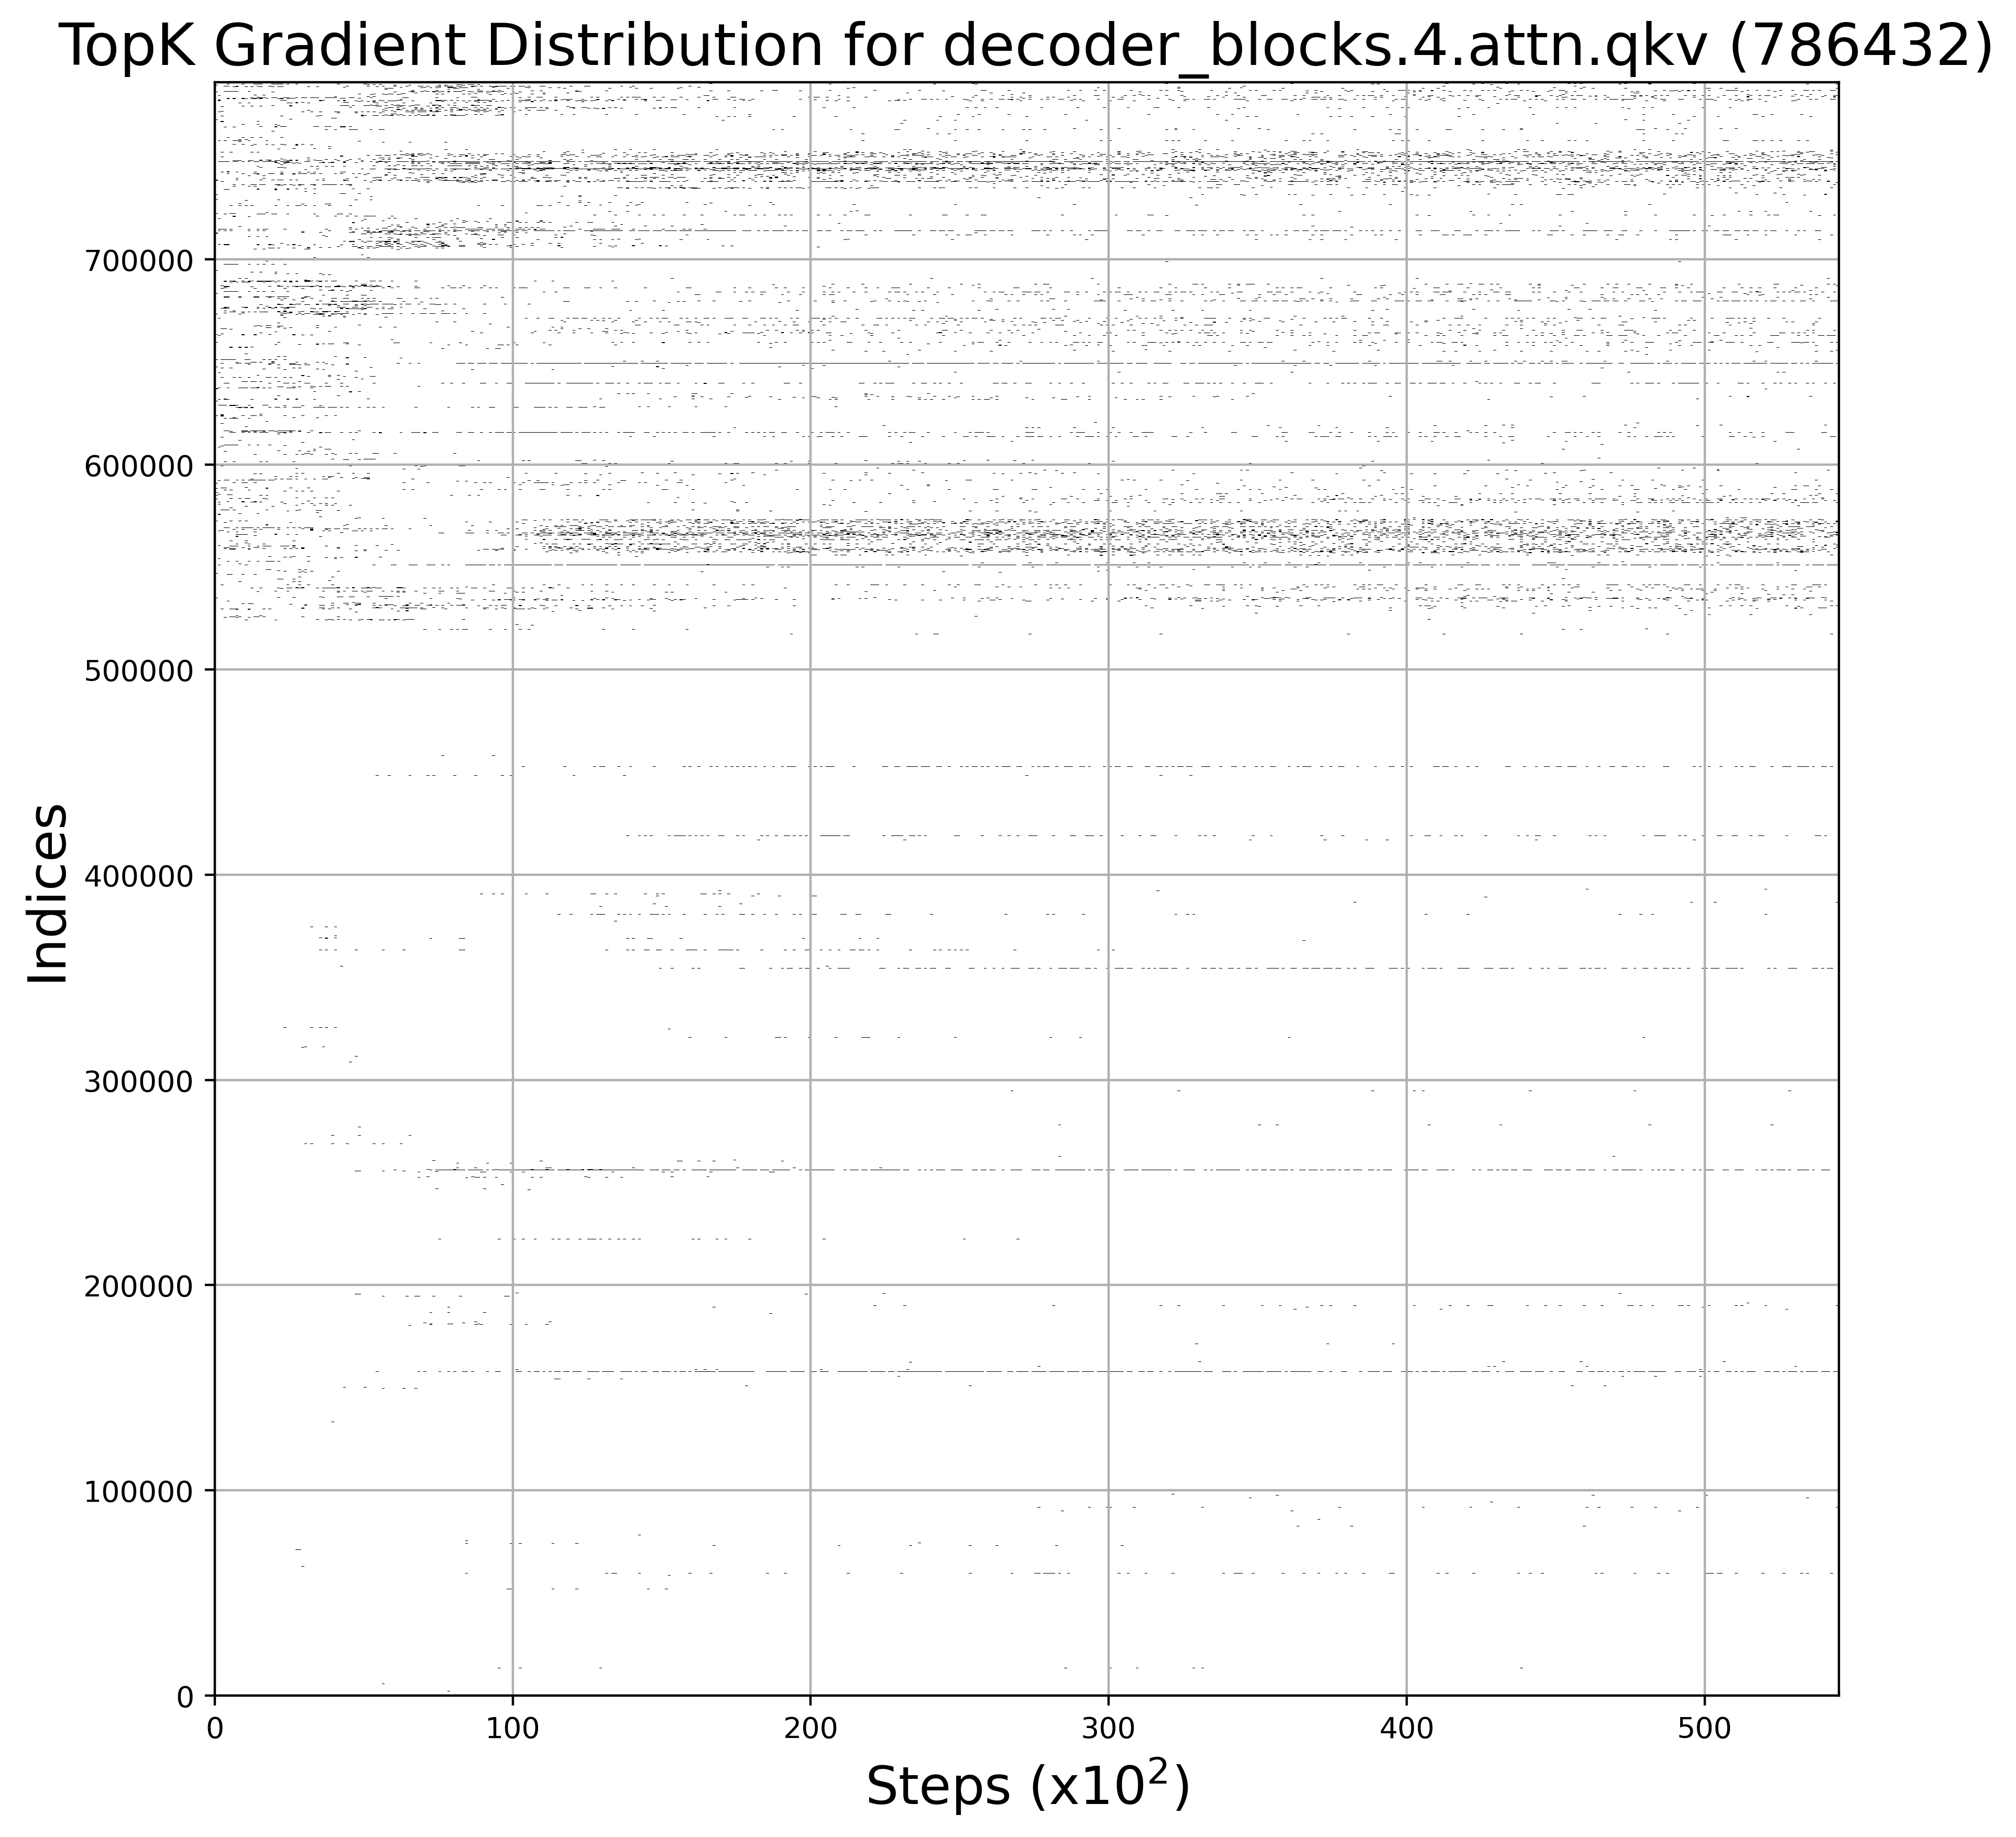 TopK Gradient Distribution for decoder_blocks.4.attn.qkv (786432)
700000
600000
500000
400000
300000
200000
100000
0
Indices
0 100 200 300 400 500
Steps (x10²)